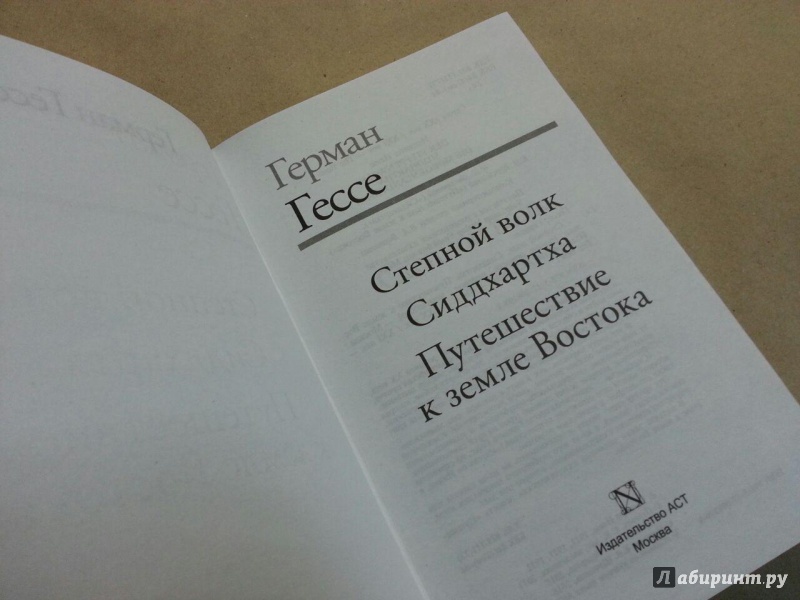 Герман
Гессе
Степной волк
Сиддхартха
Путешествие
к земле Востока
Издательство АСТ
Москва
Лабиринт.ру